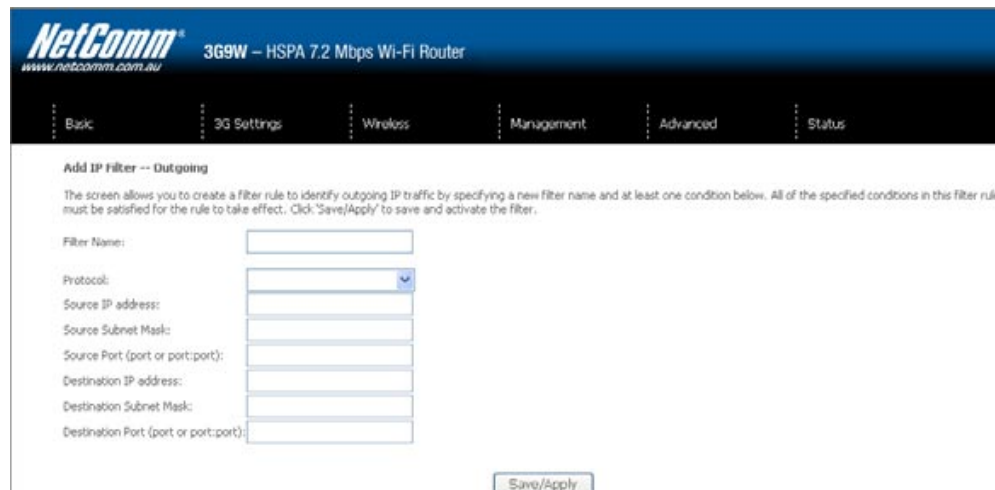 NetComm®
www.netcomm.com.au
3G9W – HSPA 7.2 Mbps Wi-Fi Router
Basic 3G Settings Wireless Management Advanced Status
Add IP Filter -- Outgoing
The screen allows you to create a filter rule to identify outgoing IP traffic by specifying a new filter name and at least one condition below. All of the specified conditions in this filter rul
must be satisfied for the rule to take effect. Click 'Save/Apply' to save and activate the filter.
Filter Name:
Protocol:
Source IP address:
Source Subnet Mask:
Source Port (port or port:port):
Destination IP address:
Destination Subnet Mask:
Destination Port (port or port:port):
Save/Apply